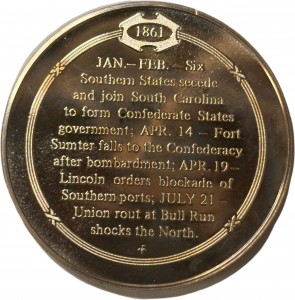 1861
JAN.—FEB. — Six
Southern States secede
and join South Carolina
to form Confederate States
government; APR. 14 — Fort
Sumter falls to the Confederacy
after bombardment; APR. 19—
Lincoln orders blockade of
Southern ports; JULY 21—
Union rout at Bull Run
shocks the North.